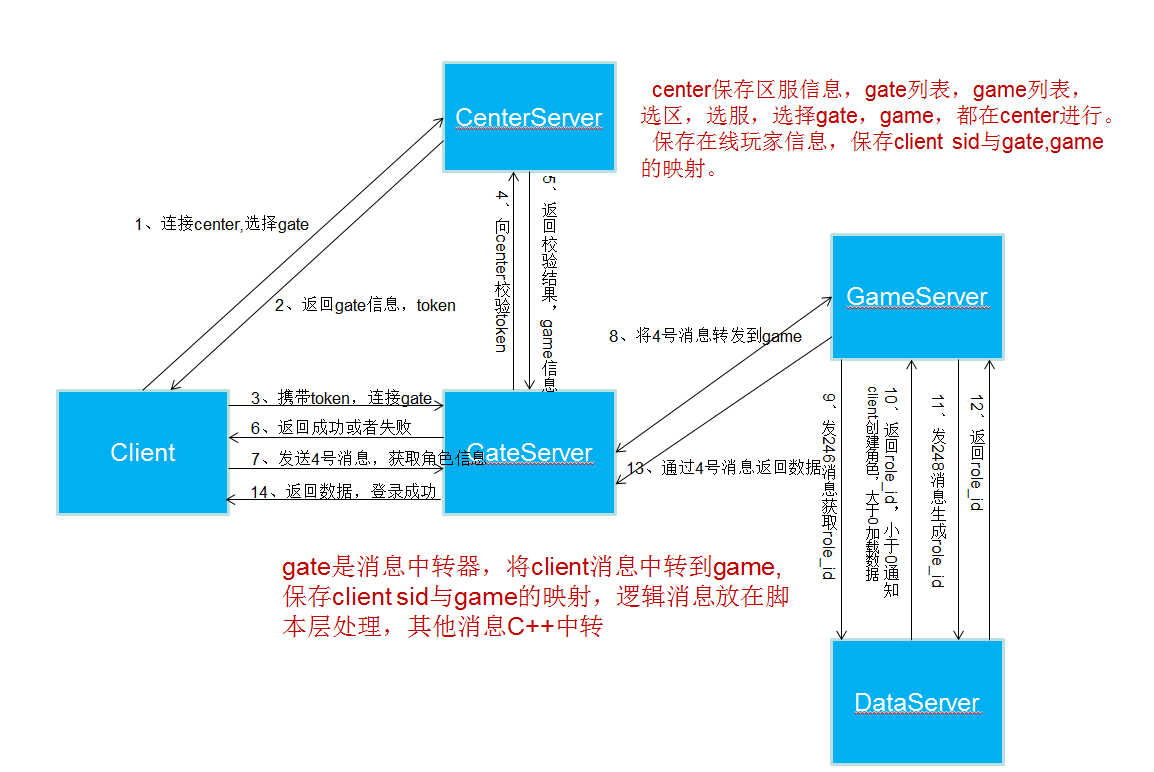 CenterServer
center保存区服信息，gate列表，game列表，
选区，选服，选择gate，game，都在center进行。
保存在线玩家信息，保存client sid与gate,game
的映射。
1、连接center,选择gate
2、返回gate信息，token
4、向center校验token
5、返回校验结果，game信息
GameServer
8、将4号消息转发到game
3、携带token，连接gate
6、返回成功或者失败
7、发送4号消息，获取角色信息
14、返回数据，登录成功
Client
GateServer
13、通过4号消息返回数据
9、发246消息获取role_id
10、返回role_id，小于0通知
client创建角色，大于0加载数据
11、发248消息生成role_id
12、返回role_id
gate是消息中转器，将client消息中转到game,
保存client sid与game的映射，逻辑消息放在脚
本层处理，其他消息C++中转
DataServer